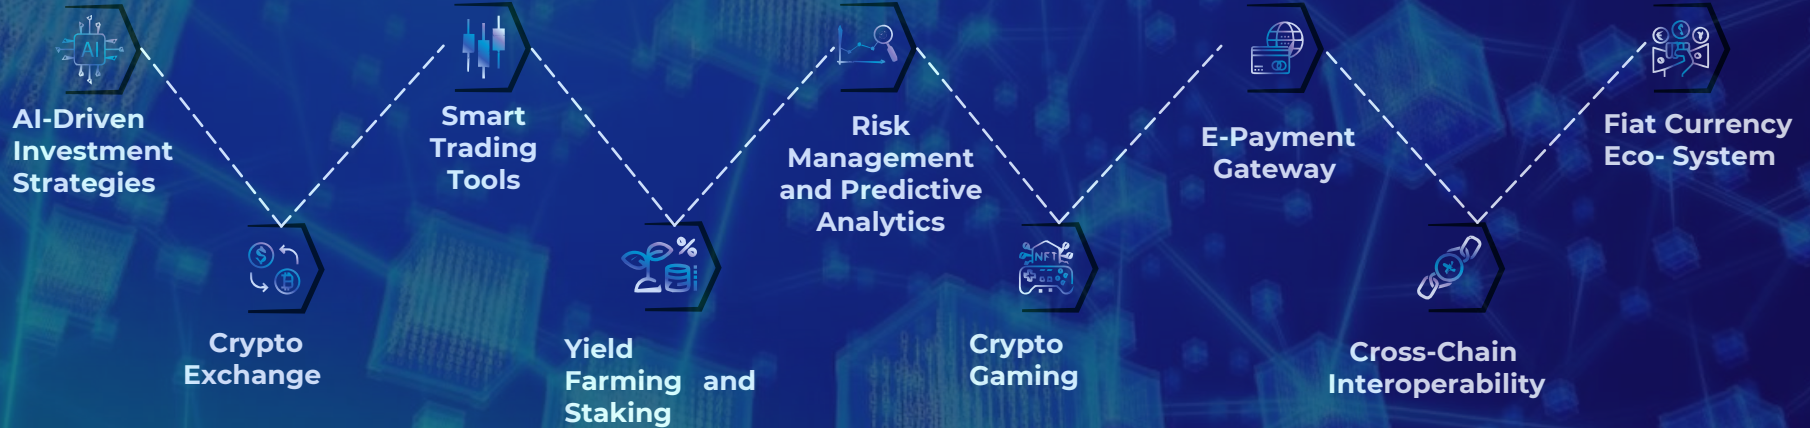 AI
AI-Driven
Investment
Strategies
Crypto
Exchange
Smart
Trading
Tools
Yield
Farming and
Staking
Risk
Management
and Predictive
Analytics
NFT
Crypto
Gaming
E-Payment
Gateway
Cross-Chain
Interoperability
Fiat Currency
Eco- System